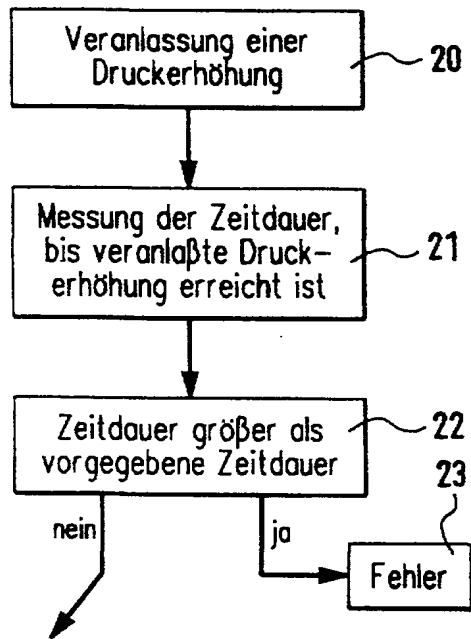 Veranlassung einer
Druckerhöhung
20
Messung der Zeitdauer,
bis veranlaßte Druck-
erhöhung erreicht ist
21
Zeitdauer größer als
vorgegebene Zeitdauer
22
nein
ja
23
Fehler